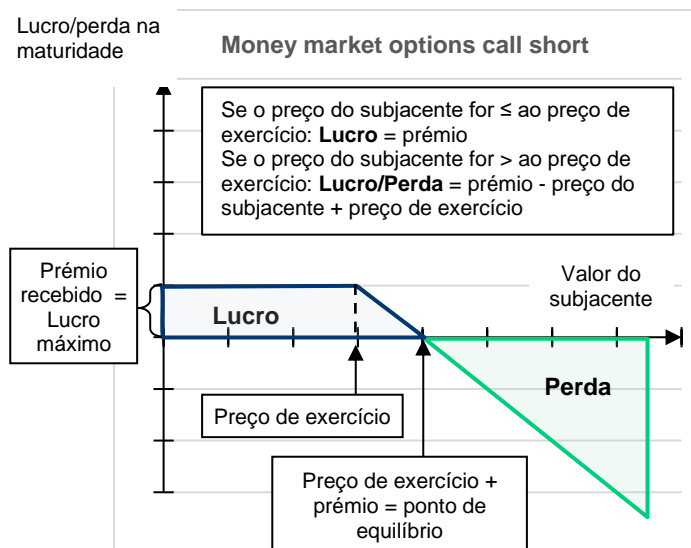 Lucro/perda na
maturidade
Money market options call short
Se o preço do subjacente for ≤ ao preço de
exercício: Lucro = prémio
Se o preço do subjacente for > ao preço de
exercício: Lucro/Perda = prémio - preço do
subjacente + preço de exercício
Prémio
recebido =
Lucro
máximo
Lucro
Valor do
subjacente
Perda
Preço de exercício
Preço de exercício +
prémio = ponto de
equilíbrio